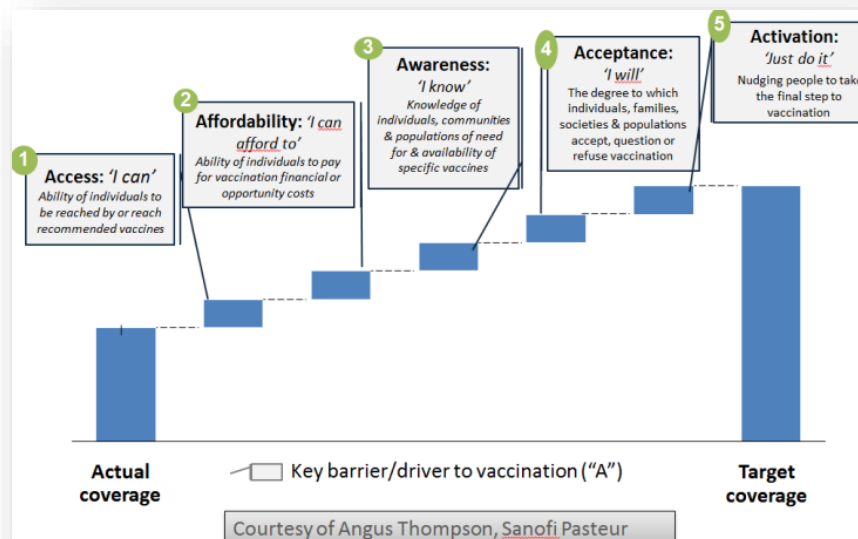 1
Access: ‘I can’
Ability of individuals to
be reached by or reach
recommended vaccines
2
Affordability: ‘I can
afford to’
Ability of individuals to pay
for vaccination financial or
opportunity costs
3
Awareness:
‘I know’
Knowledge of
individuals, communities
& populations of need
for & availability of
specific vaccines
4
Acceptance:
‘I will’
The degree to which
individuals, families,
societies & populations
accept, question or
refuse vaccination
5
Activation:
‘Just do it’
Nudging people to take
the final step to
vaccination
Actual
coverage
Key barrier/driver to vaccination (“A”)
Target
coverage
Courtesy of Angus Thompson, Sanofi Pasteur